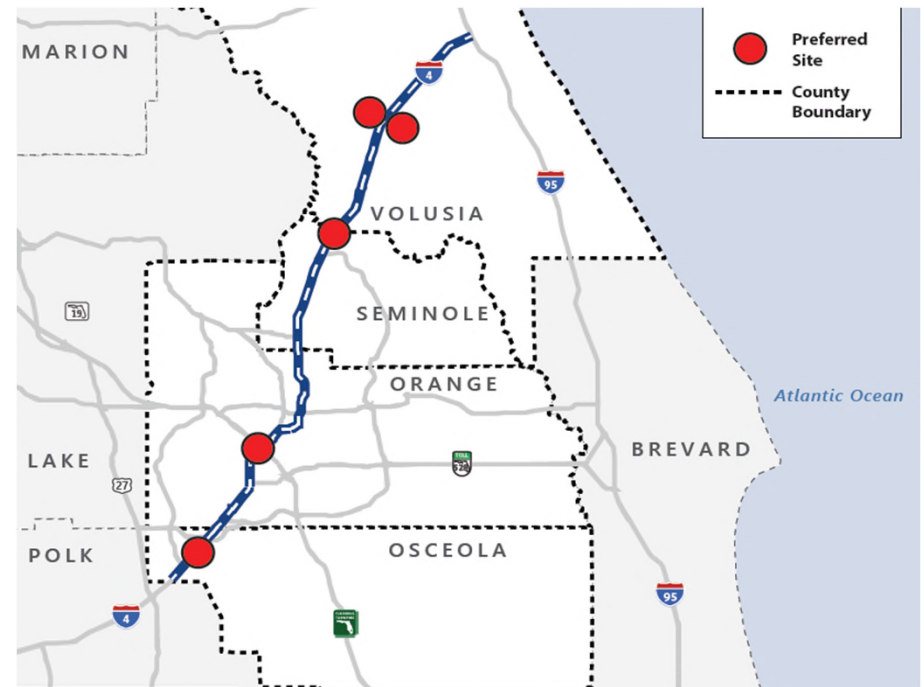 MARION
4
Preferred
Site
County
Boundary
95
VOLUSIA
SEMINOLE
19
ORANGE
Atlantic Ocean
BREVARD
LAKE
TOLL
528
27
POLK
OSCEOLA
4
95